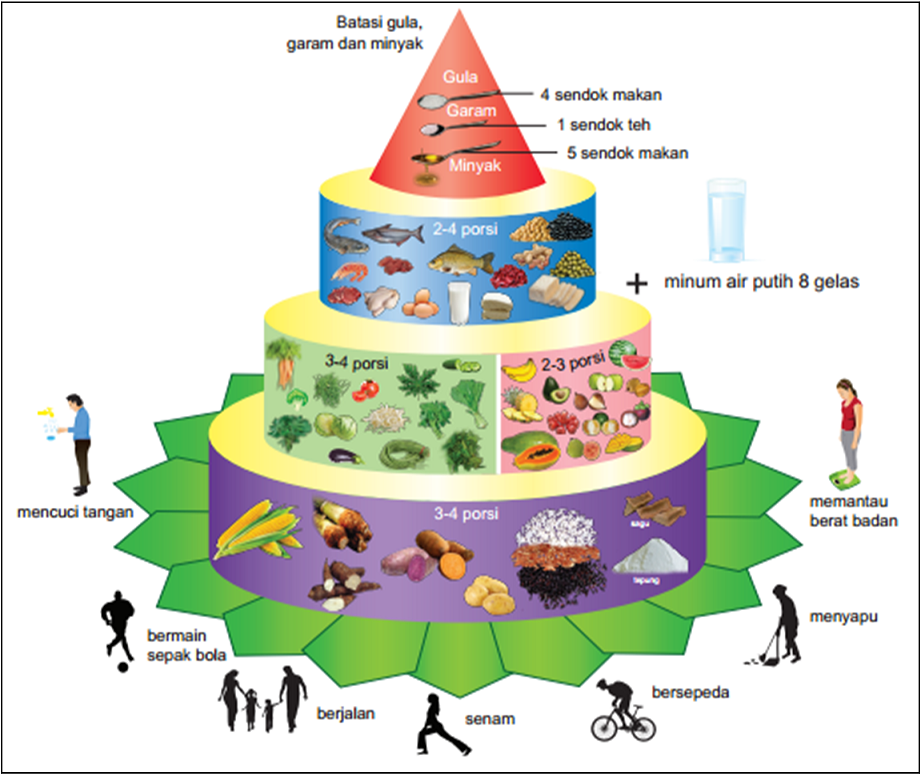 Batasi gula,
garam dan minyak
Gula
4 sendok makan
Garam
1 sendok teh
5 sendok makan
Minyak
2-4 porsi
+ minum air putih 8 gelas
3-4 porsi
2-3 porsi
mencuci tangan
memantau
berat badan
3-4 porsi
sagu
tepung
bermain
sepak bola
menyapu
berjalan
senam
bersepeda